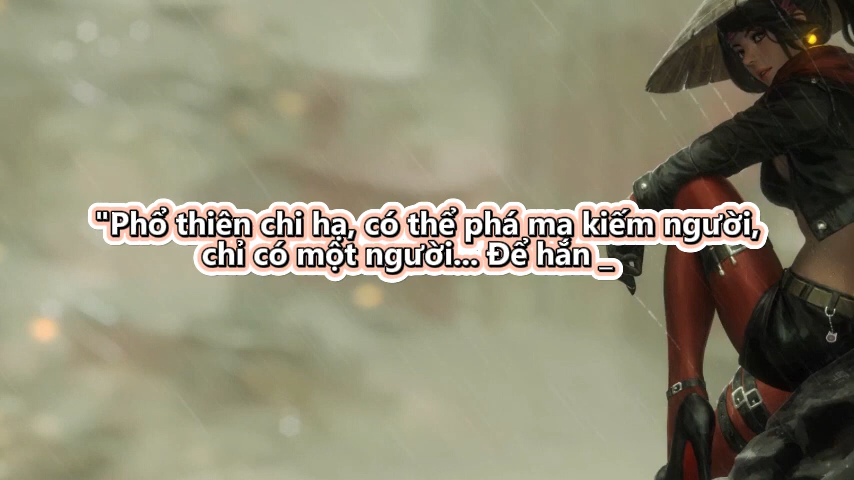 "Phổ thiên chi hạ, có thể phá ma kiếm người,
chỉ có một người... Để hắn _